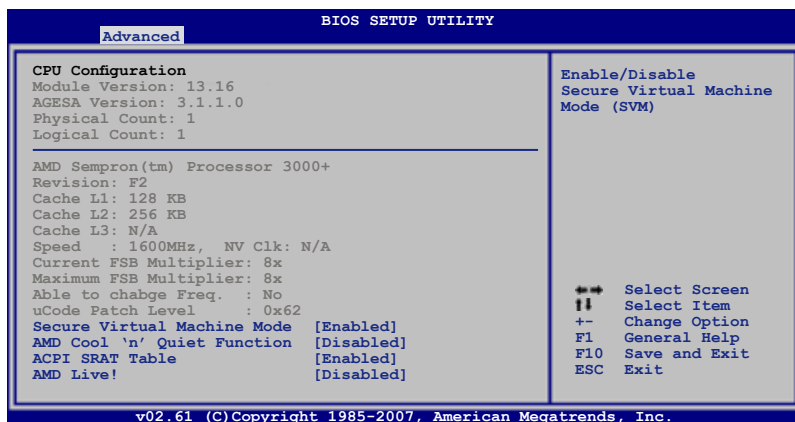 BIOS SETUP UTILITY
Advanced
CPU Configuration
Module Version: 13.16
AGESA Version: 3.1.1.0
Physical Count: 1
Logical Count: 1
AMD Sempron(tm) Processor 3000+
Revision: F2
Cache L1: 128 KB
Cache L2: 256 KB
Cache L3: N/A
Speed : 1600MHz, NV Clk: N/A
Current FSB Multiplier: 8x
Maximum FSB Multiplier: 8x
Able to chabge Freq. : No
uCode Patch Level : 0x62
Secure Virtual Machine Mode [Enabled]
AMD Cool ‘n’ Quiet Function [Disabled]
ACPI SRAT Table [Enabled]
AMD Live! [Disabled]
Enable/Disable
Secure Virtual Machine
Mode (SVM)
←→ Select Screen
↑↓ Select Item
+- Change Option
F1 General Help
F10 Save and Exit
ESC Exit
v02.61 (C)Copyright 1985-2007, American Megatrends, Inc.